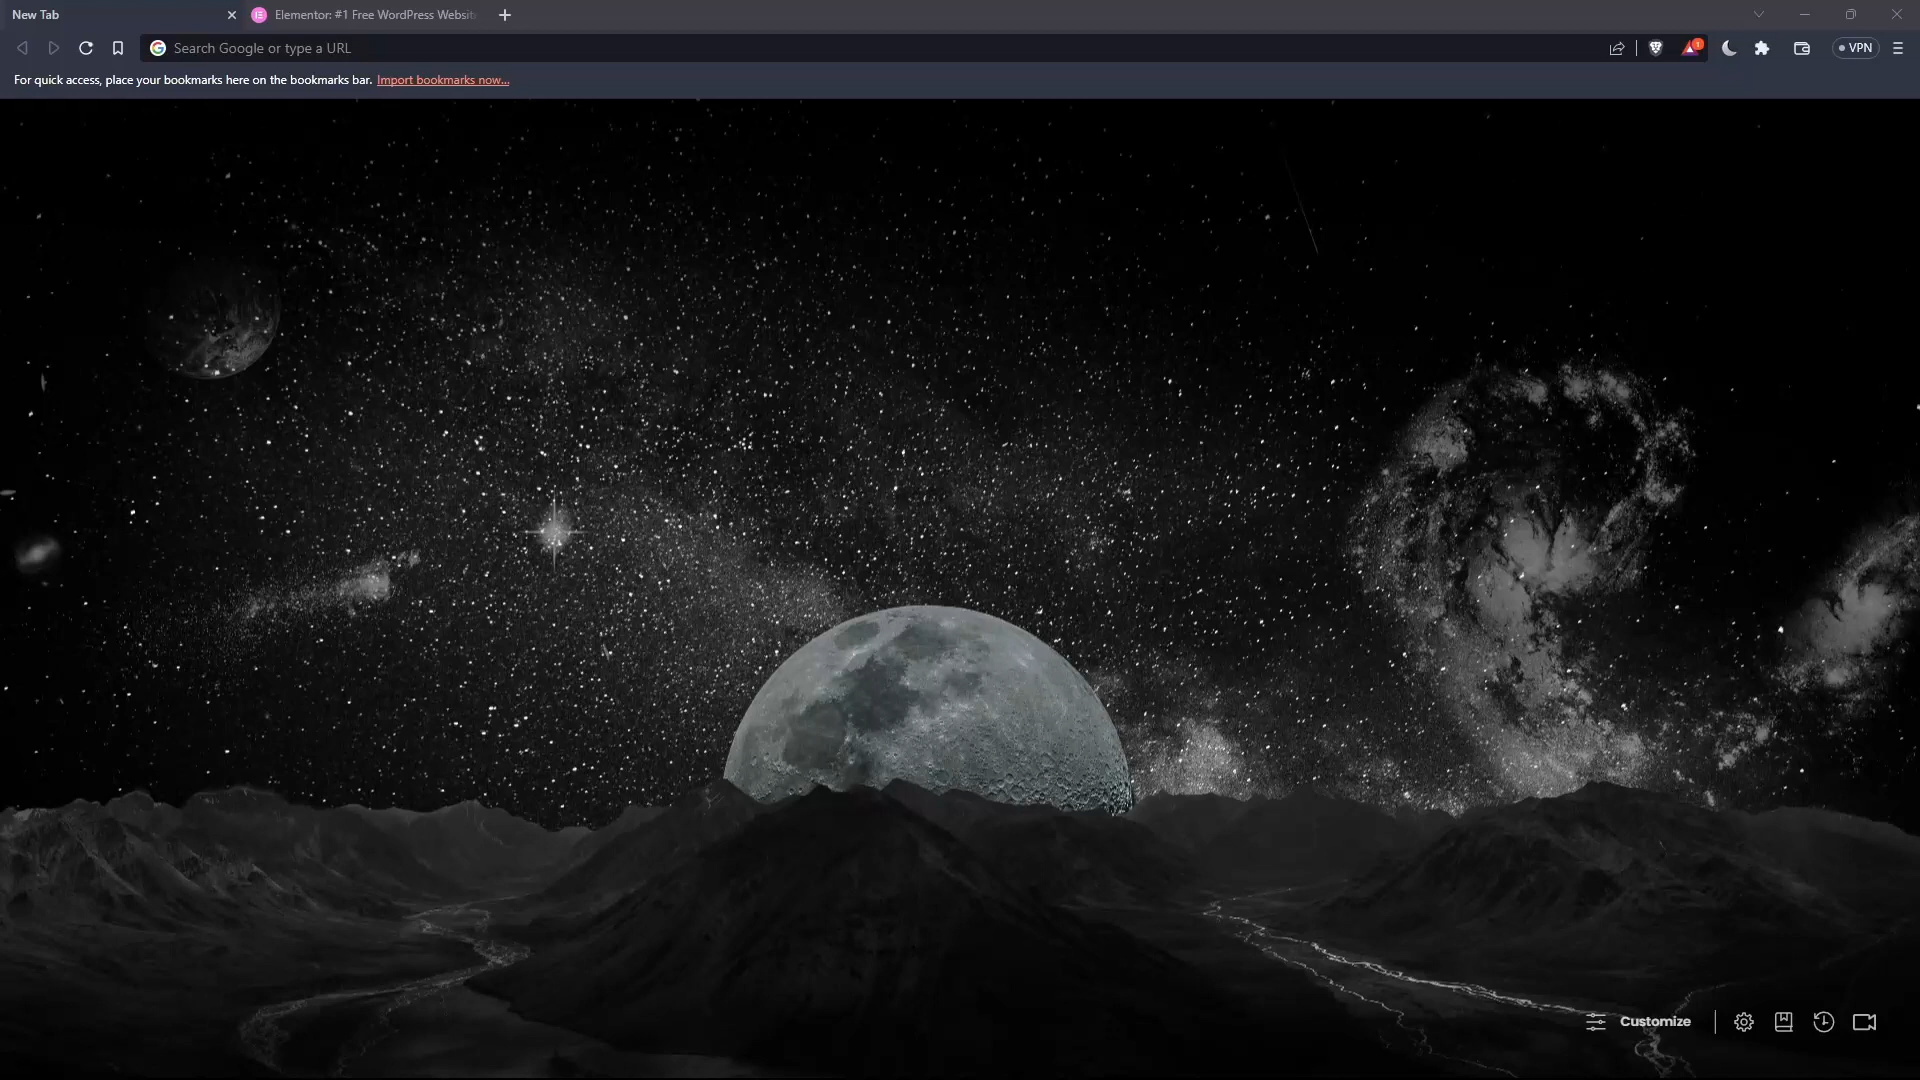 New Tab
Elementor: #1 Free WordPress Websit
Search Google or type a URL
1
VPN
For quick access, place your bookmarks here on the bookmarks bar. Import bookmarks now...
Customize